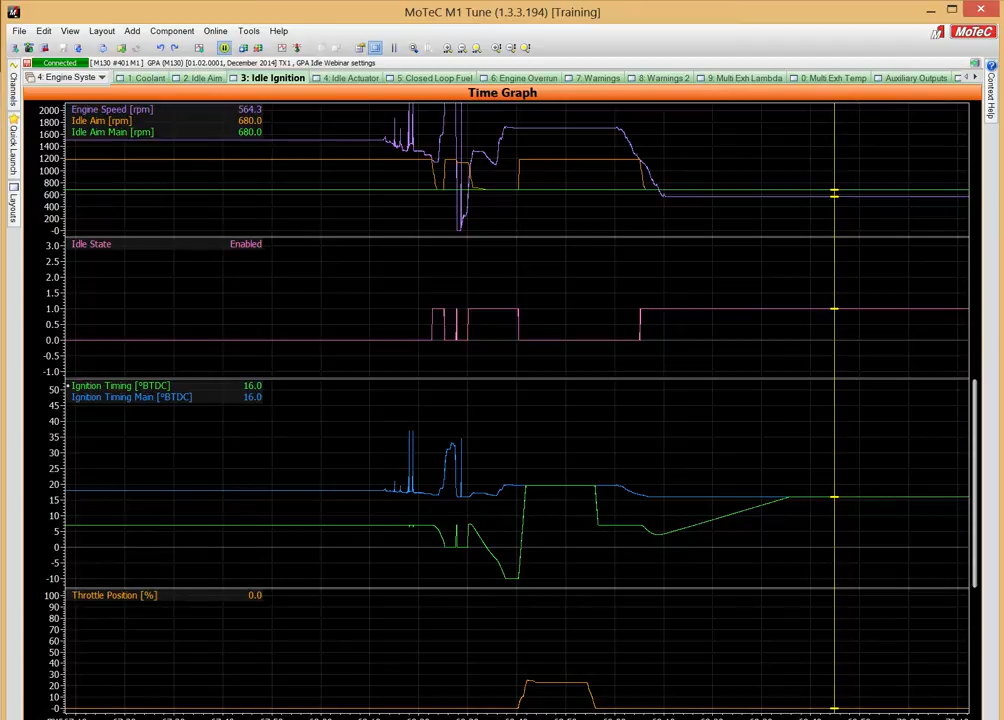 MoTeC M1 Tune (1.3.3.194) [Training]
File Edit View Layout Add Component Online Tools Help
MoTeC
Connected [M130 #401 M1] GPA (M130) [01.02.0001, December 2014] TX1 , GPA Idle Webinar settings
4: Engine Syste 1 Coolant 2: Idle Aim 3: Idle Ignition 4: Idle Actuator 5: Closed Loop Fuel 6: Engine Overrun 7: Warnings 8: Warnings 2 9: Multi Exh Lambda 0: Multi Exh Temp Auxiliary Outputs
Channels
Quick Launch
Layouts
Context Help
Time Graph
Engine Speed [rpm] 564.3
Idle Aim [rpm] 680.0
Idle Aim Main [rpm] 680.0
2000
1800
1600
1400
1200
1000
800
600
400
200
-0
Idle State Enabled
3.0
2.5
2.0
1.5
1.0
0.5
0.0
-0.5
-1.0
Ignition Timing [°BTDC] 16.0
Ignition Timing Main [°BTDC] 16.0
50
45
40
35
30
25
20
15
10
5
0
-5
-10
Throttle Position [%] 0.0
100
90
80
70
60
50
40
30
20
10
-0